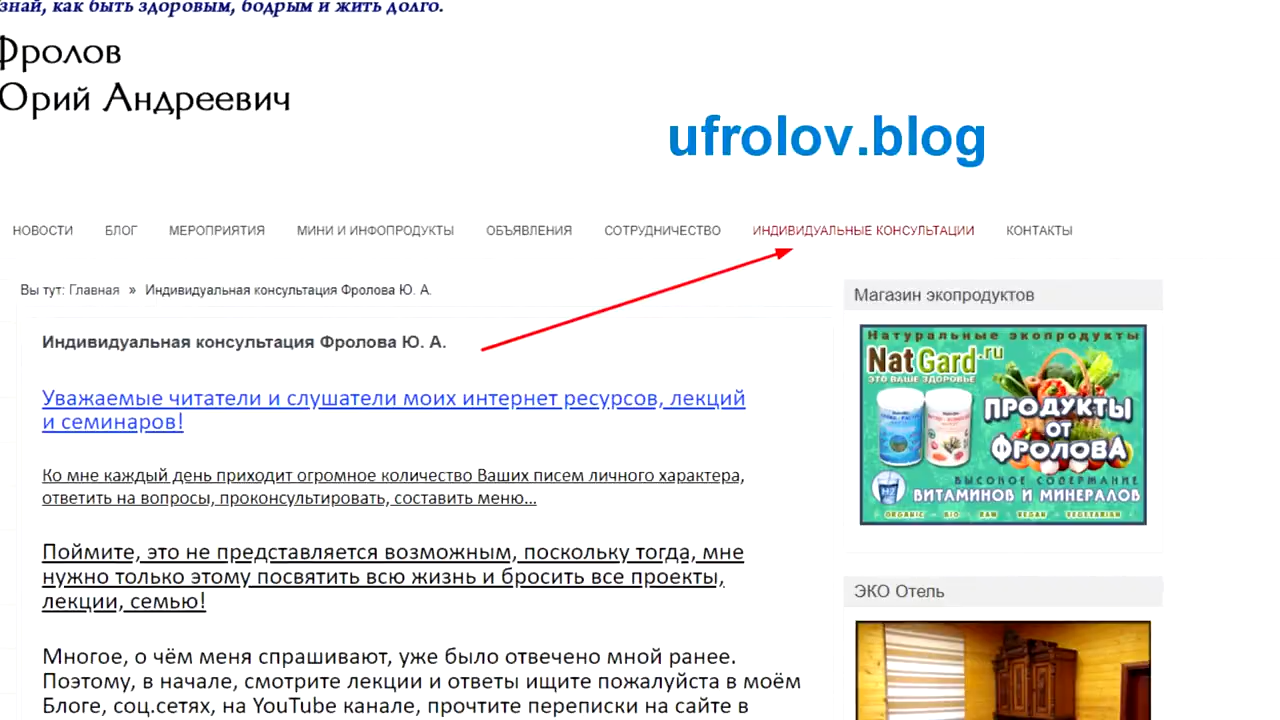 знай, как быть здоровым, бодрым и жить долго.
Фролов
Юрий Андреевич
ufrolov.blog
НОВОСТИ БЛОГ МЕРОПРИЯТИЯ МИНИ И ИНФОПРОДУКТЫ ОБЪЯВЛЕНИЯ СОТРУДНИЧЕСТВО ИНДИВИДУАЛЬНЫЕ КОНСУЛЬТАЦИИ КОНТАКТЫ
Вы тут: Главная » Индивидуальная консультация Фролова Ю. А.
Индивидуальная консультация Фролова Ю. А.
Уважаемые читатели и слушатели моих интернет ресурсов, лекций
и семинаров!
Ко мне каждый день приходит огромное количество Ваших писем личного характера,
ответить на вопросы, проконсультировать, составить меню...
Поймите, это не представляется возможным, поскольку тогда, мне
нужно только этому посвятить всю жизнь и бросить все проекты,
лекции, семью!
Многое, о чём меня спрашивают, уже было отвечено мной ранее.
Поэтому, в начале, смотрите лекции и ответы ищите пожалуйста в моём
Блоге, соц.сетях, на YouTube канале, прочтите переписки на сайте в
Магазин экопродуктов
Натуральные экопродукты
NatGard.ru
ЭТО ВАШЕ ЗДОРОВЬЕ
ПРОДУКТЫ
ОТ
ФРОЛОВА
ВЫСОКОЕ СОДЕРЖАНИЕ
ВИТАМИНОВ И МИНЕРАЛОВ
ORGANIC - BIO - RAW - VEGAN - VEGETARIAN
ЭКО Отель